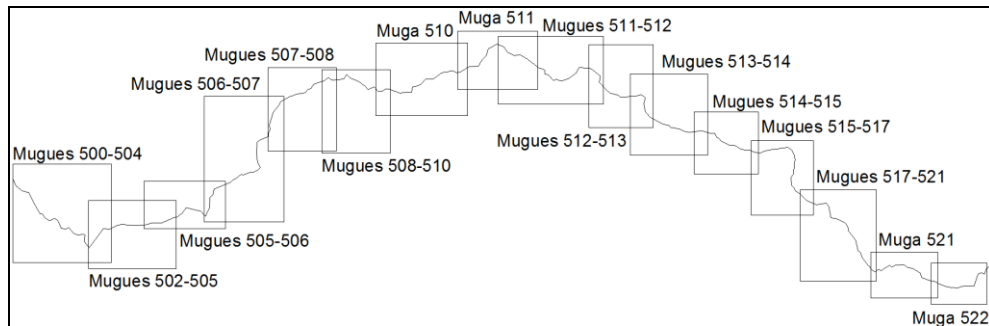 Mugues 500-504
Mugues 502-505
Mugues 505-506
Mugues 506-507
Mugues 507-508
Mugues 508-510
Muga 510
Muga 511
Mugues 511-512
Mugues 512-513
Mugues 513-514
Mugues 514-515
Mugues 515-517
Mugues 517-521
Muga 521
Muga 522